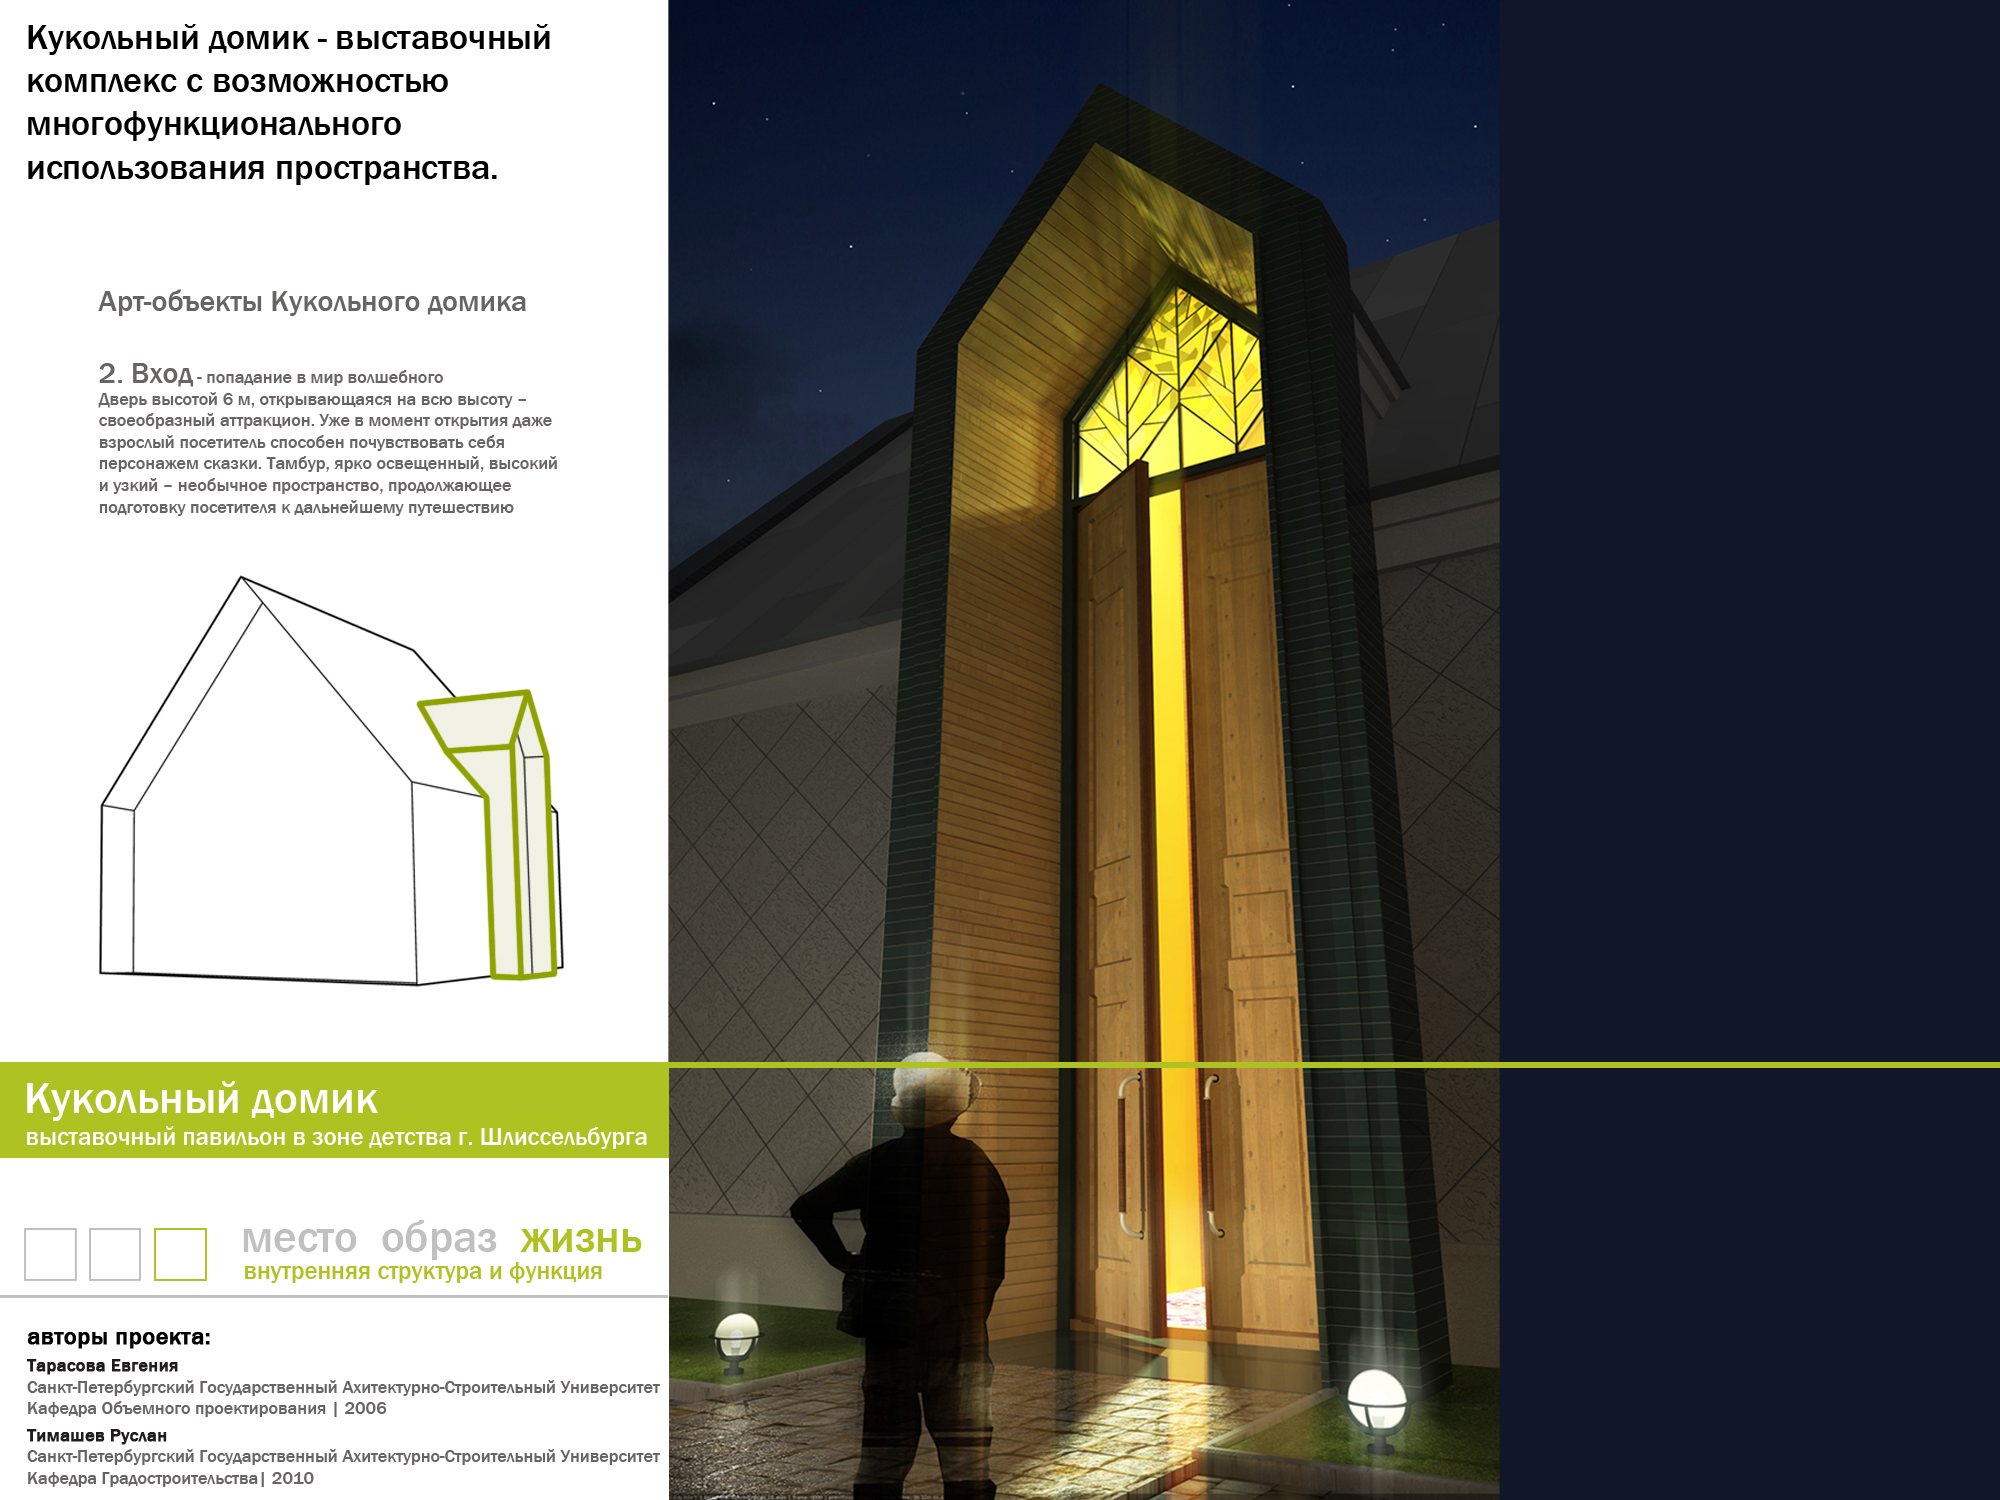 Кукольный домик - выставочный
комплекс с возможностью
многофункционального
использования пространства.
Арт-объекты Кукольного домика
2. Вход - попадание в мир волшебного
Дверь высотой 6 м, открывающаяся на всю высоту –
своеобразный аттракцион. Уже в момент открытия даже
взрослый посетитель способен почувствовать себя
персонажем сказки. Тамбур, ярко освещенный, высокий
и узкий – необычное пространство, продолжающее
подготовку посетителя к дальнейшему путешествию
Кукольный домик
выставочный павильон в зоне детства г. Шлиссельбурга
место образ жизнь
внутренняя структура и функция
авторы проекта:
Тарасова Евгения
Санкт-Петербургский Государственный Ахитектурно-Строительный Университет
Кафедра Объемного проектирования | 2006
Тимашев Руслан
Санкт-Петербургский Государственный Ахитектурно-Строительный Университет
Кафедра Градостроительства| 2010